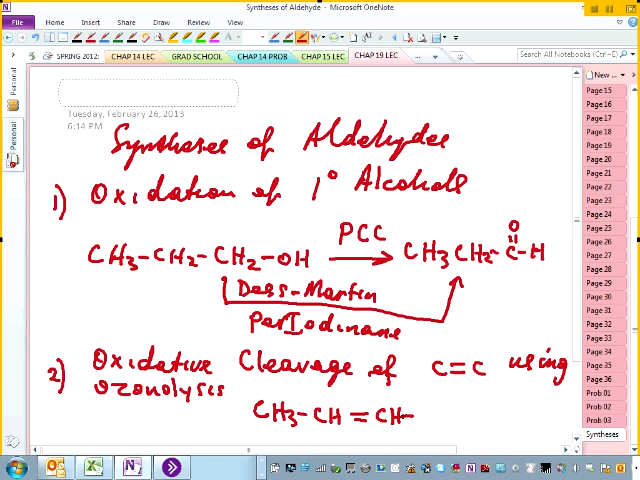 Syntheses of Aldehyde - Microsoft OneNote
File Home Insert Share Draw Review View
SPRING 2012: CHAP 14 LEC GRAD SCHOOL CHAP 14 PROB CHAP 15 LEC CHAP 19 LEC ... Search All Notebooks (Ctrl+E)
Personal
Personal
Tuesday, February 26, 2013
6:14 PM
Syntheses of Aldehydes
1) Oxidation of 1° Alcohols
CH3-CH2-CH2-OH PCC CH3CH2-C-H
O
Dess-Martin
PerIodinane
2) Oxidative Cleavage of C=C using
ozonolysis
CH3-CH=CH-
New ...
Page15
Page 16
Page 17
Page 18
Page 19
Page 20
Page 21
Page 22
Page 23
Page 24
Page 25
Page 26
Page 27
Page 28
Page 29
Page 30
Page 31
Page 32
Page 33
Page 34
Page 35
Page 36
Prob 01
Prob 02
Prob 03
Syntheses